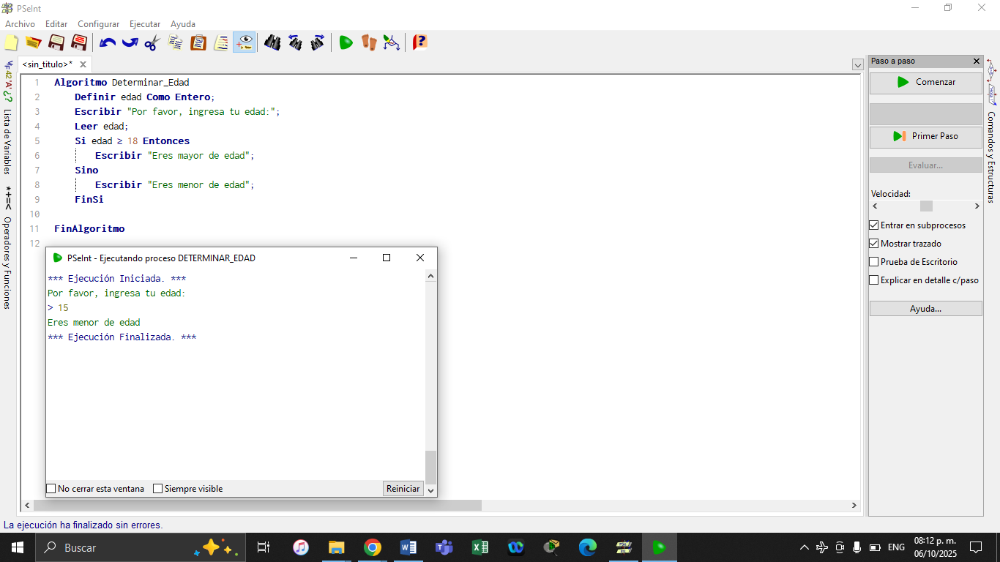 PSeInt
Archivo Editar Configurar Ejecutar Ayuda
<sin_titulo>*
1 Algoritmo Determinar_Edad
2 Definir edad Como Entero;
3 Escribir "Por favor, ingresa tu edad:";
4 Leer edad;
5 Si edad ≥ 18 Entonces
6 Escribir "Eres mayor de edad";
7 Sino
8 Escribir "Eres menor de edad";
9 FinSi
10
11 FinAlgoritmo
12
PSeInt - Ejecutando proceso DETERMINAR_EDAD
*** Ejecución Iniciada. ***
Por favor, ingresa tu edad:
> 15
Eres menor de edad
*** Ejecución Finalizada. ***
No cerrar esta ventana Siempre visible Reiniciar
42 'A' ¿? Lista de Variables
*+=< Operadores y Funciones
Paso a paso
Comenzar
Primer Paso
Evaluar...
Velocidad:
Entrar en subprocesos
Mostrar trazado
Prueba de Escritorio
Explicar en detalle c/paso
Ayuda...
Comandos y Estructuras
La ejecución ha finalizado sin errores.
Buscar
ENG
08:12 p. m.
06/10/2025